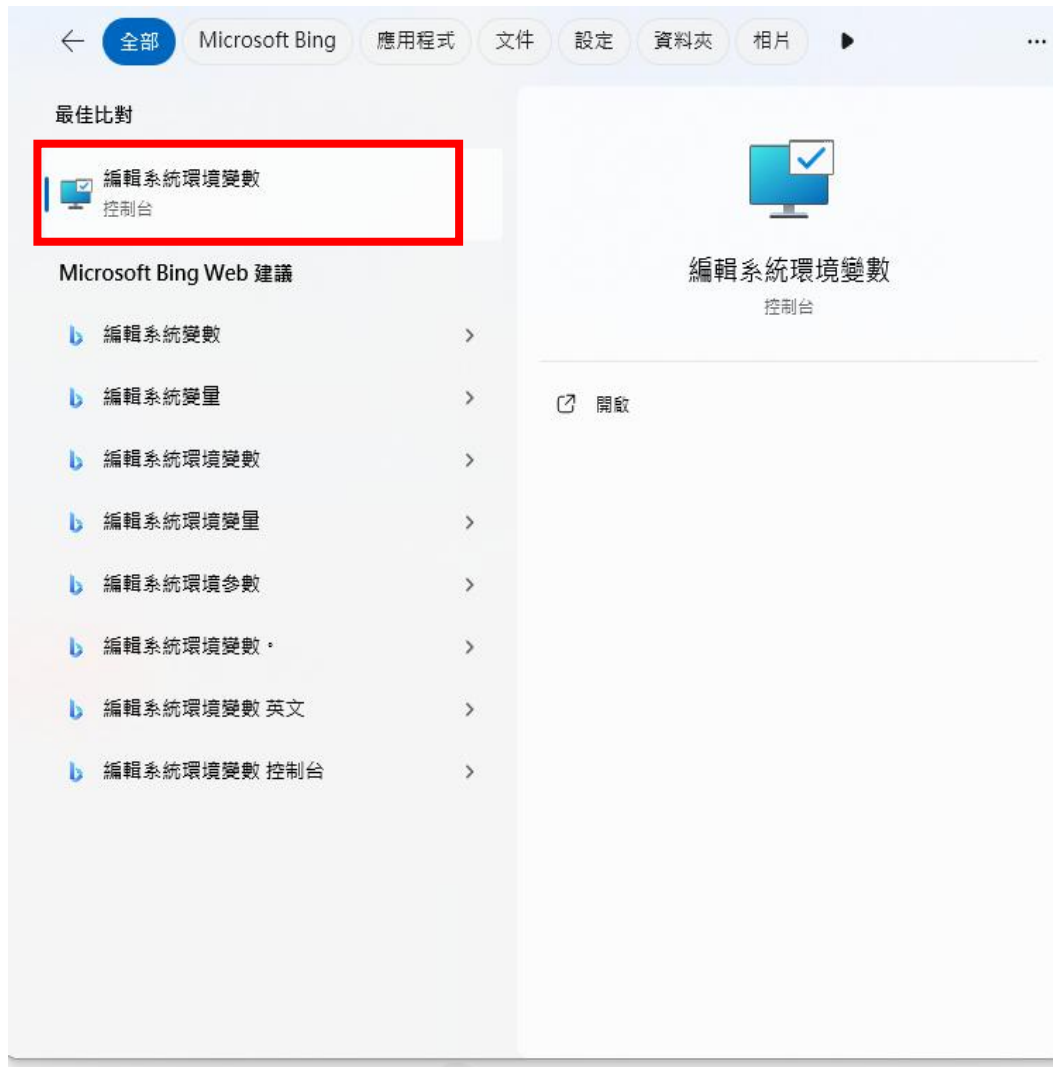 全部 Microsoft Bing 應用程式 文件 設定 資料夾 相片
最佳比對
編輯系統環境變數
控制台
Microsoft Bing Web 建議
編輯系統變數
編輯系統變量
編輯系統環境變數
編輯系統環境變量
編輯系統環境參數
編輯系統環境變數。
編輯系統環境變數 英文
編輯系統環境變數 控制台
編輯系統環境變數
控制台
開啟